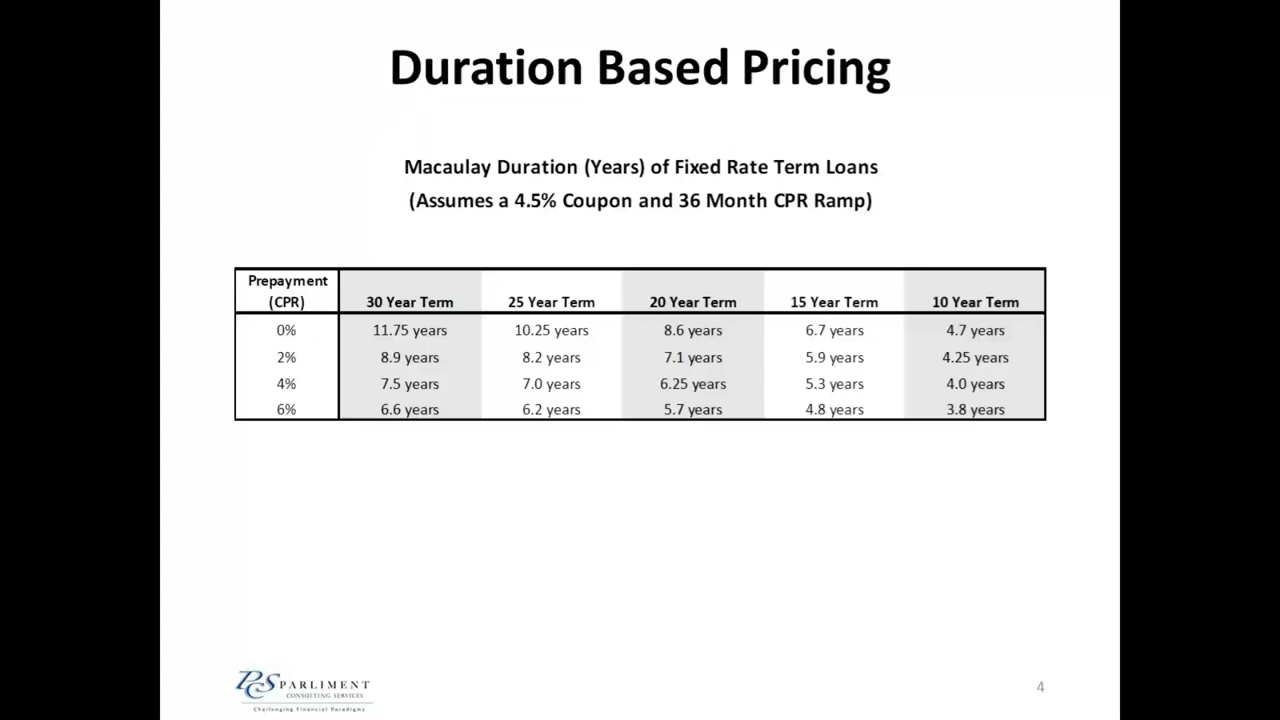 Duration Based Pricing
Macaulay Duration (Years) of Fixed Rate Term Loans
(Assumes a 4.5% Coupon and 36 Month CPR Ramp)
Prepayment
(CPR) 30 Year Term 25 Year Term 20 Year Term 15 Year Term 10 Year Term
0% 11.75 years 10.25 years 8.6 years 6.7 years 4.7 years
2% 8.9 years 8.2 years 7.1 years 5.9 years 4.25 years
4% 7.5 years 7.0 years 6.25 years 5.3 years 4.0 years
6% 6.6 years 6.2 years 5.7 years 4.8 years 3.8 years
PCS PARLIMENT
CONSULTING SERVICES
Challenging Financial Paradigms
4